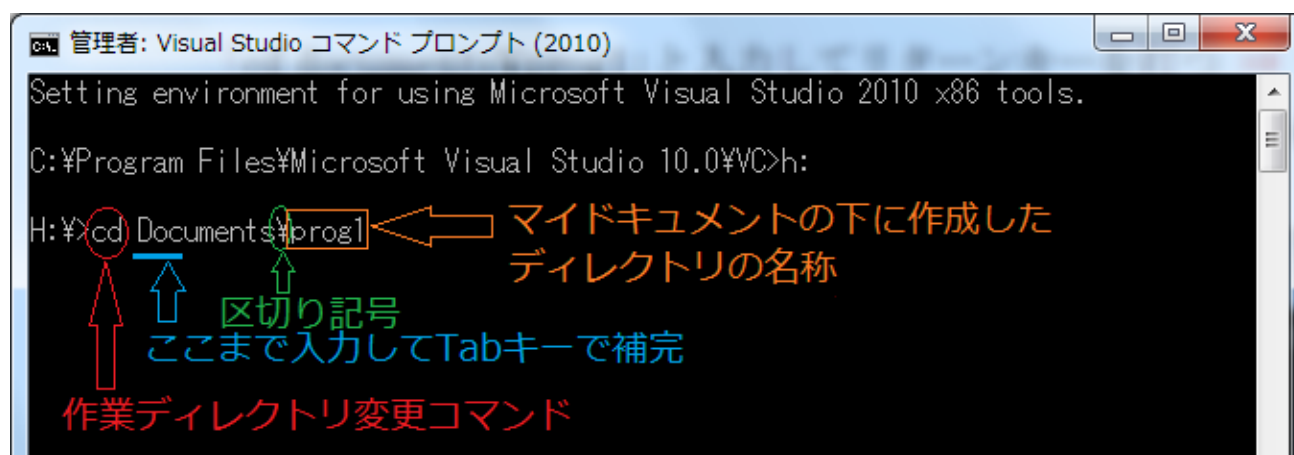 管理者: Visual Studio コマンド プロンプト (2010)
Setting environment for using Microsoft Visual Studio 2010 x86 tools.
C:¥Program Files¥Microsoft Visual Studio 10.0¥VC>h:
H:¥>cd Documents¥prog1
マイドキュメントの下に作成した
ディレクトリの名称
区切り記号
ここまで入力してTabキーで補完
作業ディレクトリ変更コマンド